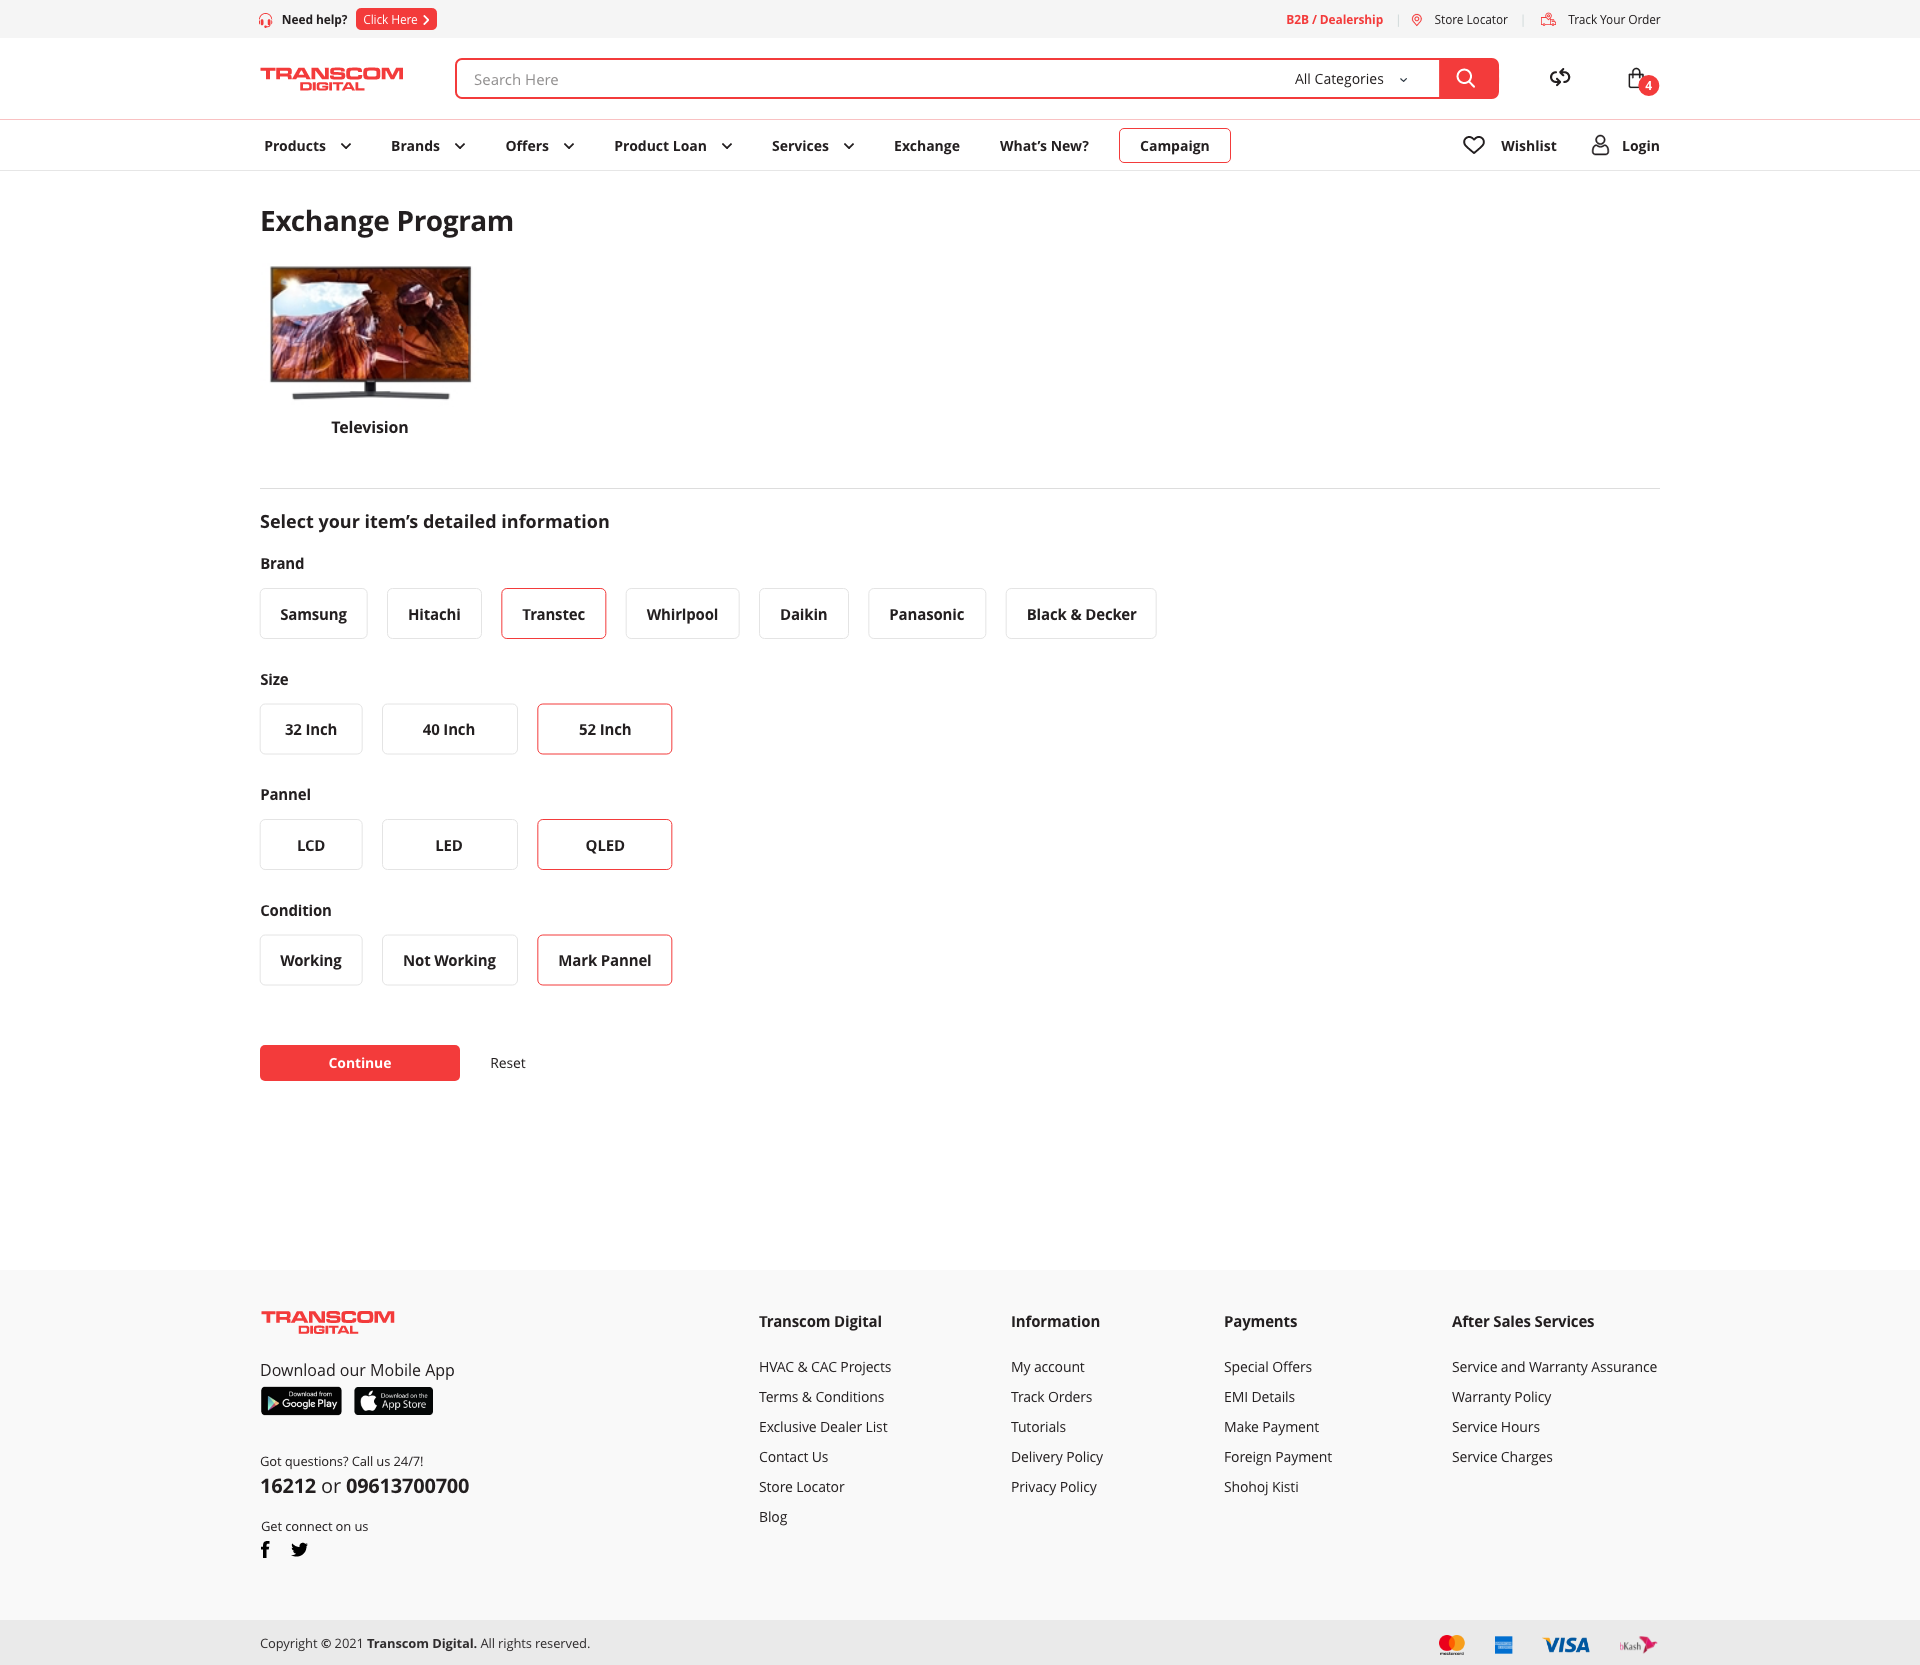 Need help? Click Here
B2B / Dealership | Store Locator | Track Your Order
TRANSCOM
DIGITAL
Search Here
All Categories
4
Products
Brands
Offers
Product Loan
Services
Exchange
What’s New?
Campaign
Wishlist
Login
Exchange Program
Television
Select your item’s detailed information
Brand
Samsung
Hitachi
Transtec
Whirlpool
Daikin
Panasonic
Black & Decker
Size
32 Inch
40 Inch
52 Inch
Pannel
LCD
LED
QLED
Condition
Working
Not Working
Mark Pannel
Continue
Reset
TRANSCOM
DIGITAL
Download our Mobile App
Download from
Google Play
Download on the
App Store
Got questions? Call us 24/7!
16212 or 09613700700
Get connect on us
Transcom Digital
HVAC & CAC Projects
Terms & Conditions
Exclusive Dealer List
Contact Us
Store Locator
Blog
Information
My account
Track Orders
Tutorials
Delivery Policy
Privacy Policy
Payments
Special Offers
EMI Details
Make Payment
Foreign Payment
Shohoj Kisti
After Sales Services
Service and Warranty Assurance
Warranty Policy
Service Hours
Service Charges
Copyright © 2021 Transcom Digital. All rights reserved.
mastercard
VISA
bKash